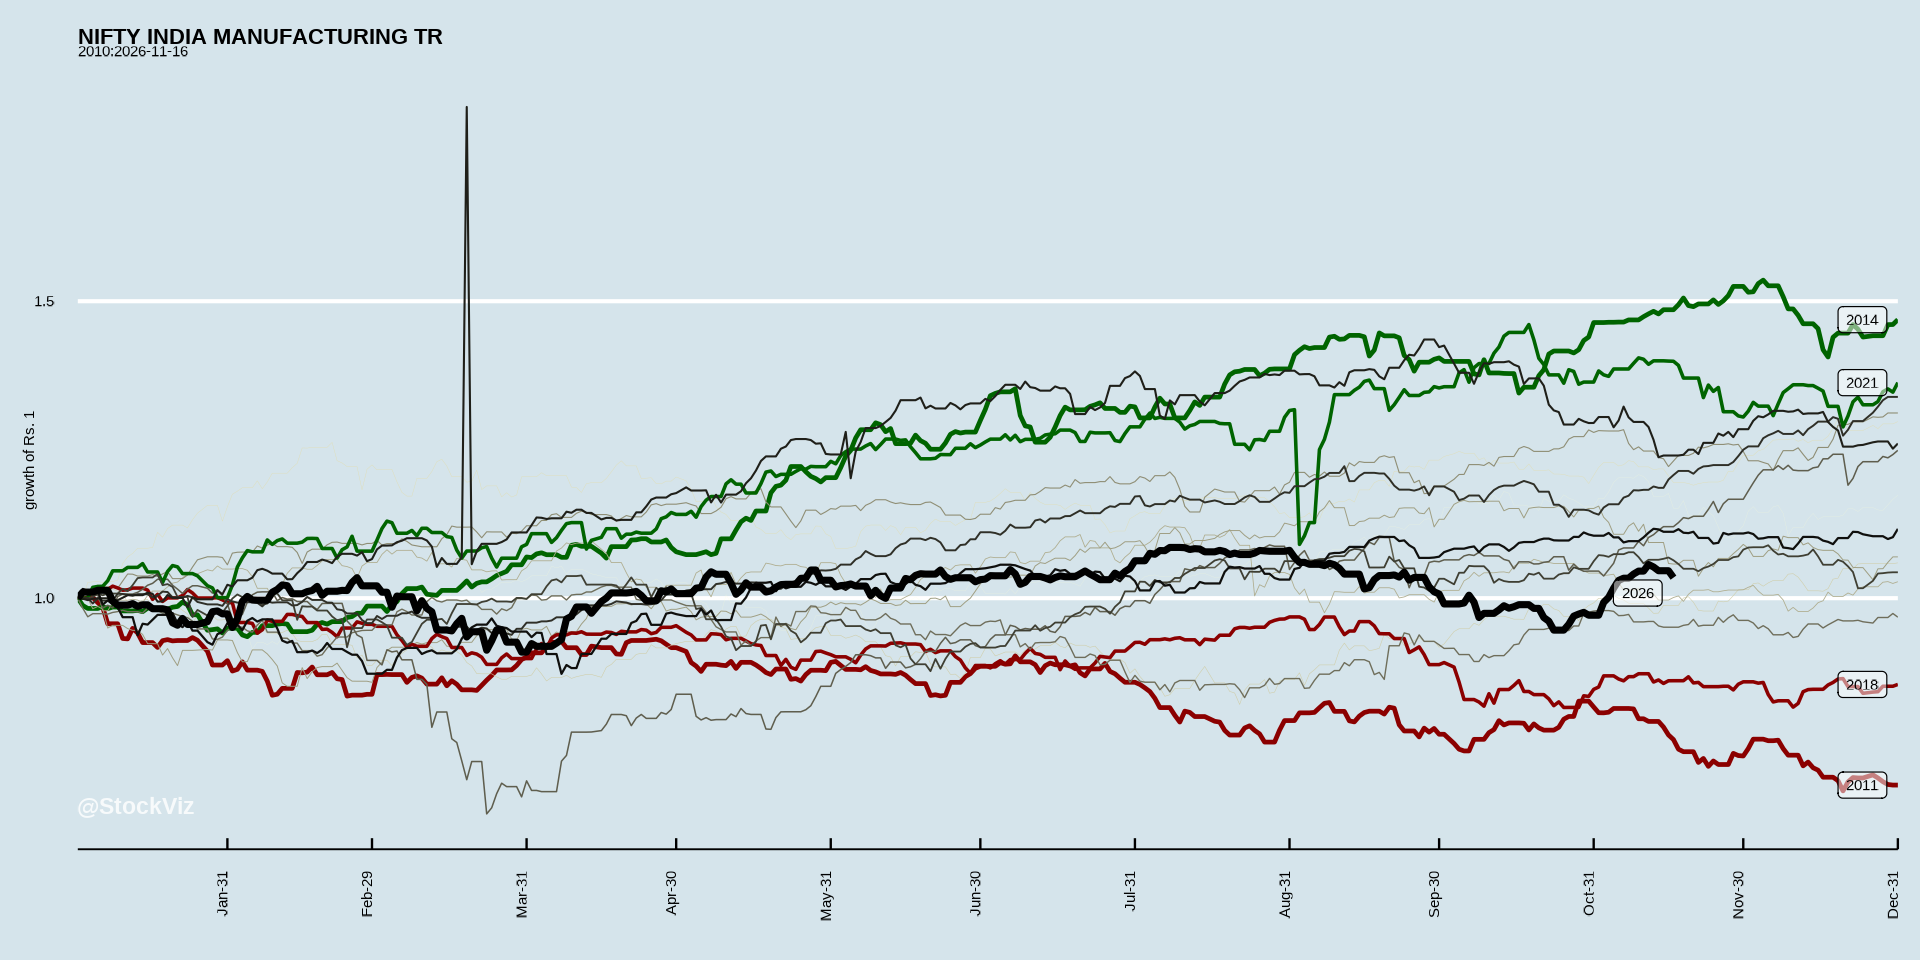 NIFTY INDIA MANUFACTURING TR
2010:2026-11-16
1.5
1.0
growth of Rs. 1
2014
2021
2026
2018
2011
@StockViz
Jan-31
Feb-29
Mar-31
Apr-30
May-31
Jun-30
Jul-31
Aug-31
Sep-30
Oct-31
Nov-30
Dec-31